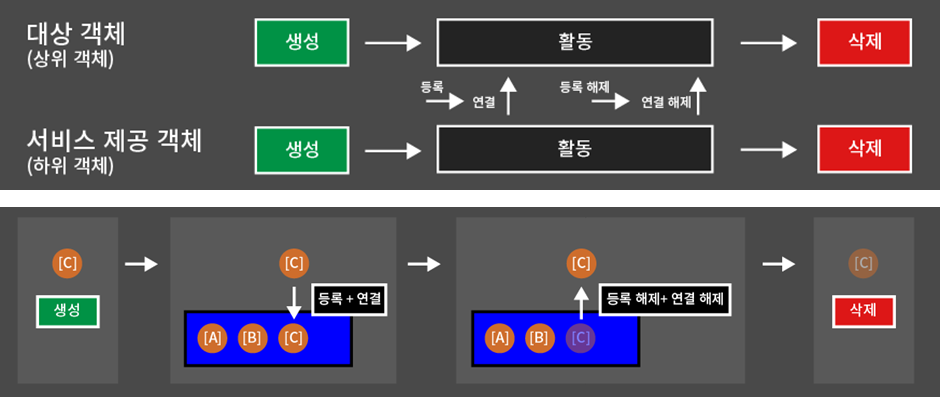 대상 객체
(상위 객체)
생성
활동
삭제
등록
연결
등록 해제
연결 해제
서비스 제공 객체
(하위 객체)
생성
활동
삭제
[C]
생성
[C]
등록 + 연결
[A] [B] [C]
[C]
등록 해제+ 연결 해제
[A] [B] [C]
[C]
삭제